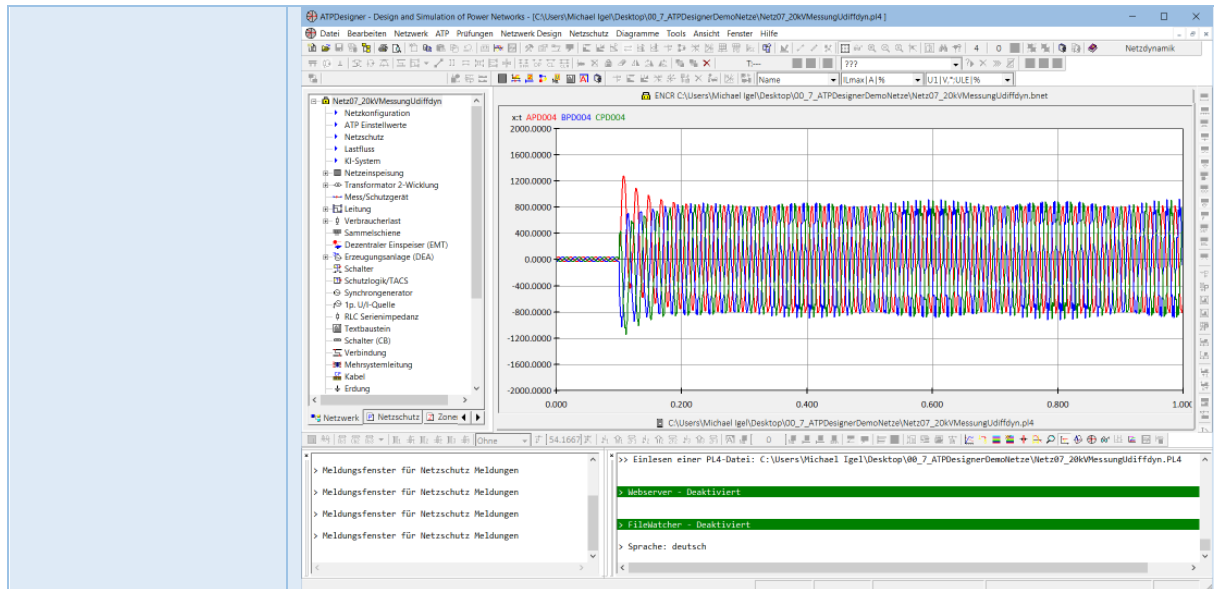 ATPDesigner - Design and Simulation of Power Networks - [C:\Users\Michael Igel\Desktop\00_7_ATPDesignerDemoNetze\Netz07_20kVMessungUdiffdyn.pl4 ]
Datei Bearbeiten Netzwerk ATP Prüfungen Netzwerk Design Netzschutz Diagramme Tools Ansicht Fenster Hilfe
4 0 Netzdynamik
???
Name ILmax|A|% U1|V,°;ULE|%
Netz07_20kVMessungUdiffdyn
Netzkonfiguration
ATP Einstellwerte
Netzschutz
Lastfluss
KI-System
Netzeinspeisung
Transformator 2-Wicklung
Mess/Schutzgerät
Leitung
Verbraucherlast
Sammelschiene
Dezentraler Einspeiser (EMT)
Erzeugungsanlage (DEA)
Schalter
Schutzlogik/TACS
Synchrongenerator
1p. U/I-Quelle
RLC Serienimpedanz
Textbaustein
Schalter (CB)
Verbindung
Mehrsystemleitung
Kabel
Erdung
Netzwerk Netzschutz Zone
ENCR C:\Users\Michael Igel\Desktop\00_7_ATPDesignerDemoNetze\Netz07_20kVMessungUdiffdyn.bnet
x:t APD004 BPD004 CPD004
2000.0000
1600.0000
1200.0000
800.0000
400.0000
0.0000
-400.0000
-800.0000
-1200.0000
-1600.0000
-2000.0000
0.000 0.200 0.400 0.600 0.800 1.000
C:\Users\Michael Igel\Desktop\00_7_ATPDesignerDemoNetze\Netz07_20kVMessungUdiffdyn.pl4
Ohne 54.1667 0
> Meldungsfenster für Netzschutz Meldungen
> Meldungsfenster für Netzschutz Meldungen
> Meldungsfenster für Netzschutz Meldungen
> Meldungsfenster für Netzschutz Meldungen
>> Einlesen einer PL4-Datei: C:\Users\Michael Igel\Desktop\00_7_ATPDesignerDemoNetze\Netz07_20kVMessungUdiffdyn.PL4
> Webserver - Deaktiviert
> FileWatcher - Deaktiviert
> Sprache: deutsch